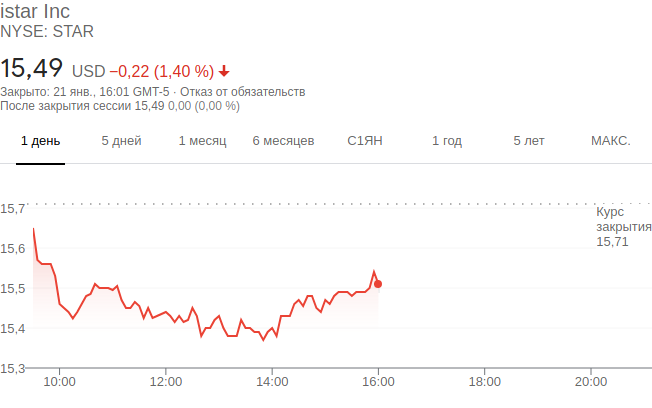 istar Inc
NYSE: STAR
15,49 USD −0,22 (1,40 %)
Закрыто: 21 янв., 16:01 GMT-5 · Отказ от обязательств
После закрытия сессии 15,49 0,00 (0,00 %)
1 день 5 дней 1 месяц 6 месяцев С1ЯН 1 год 5 лет МАКС.
15,7
Курс
закрытия
15,71
15,6
15,5
15,4
15,3
10:00 12:00 14:00 16:00 18:00 20:00